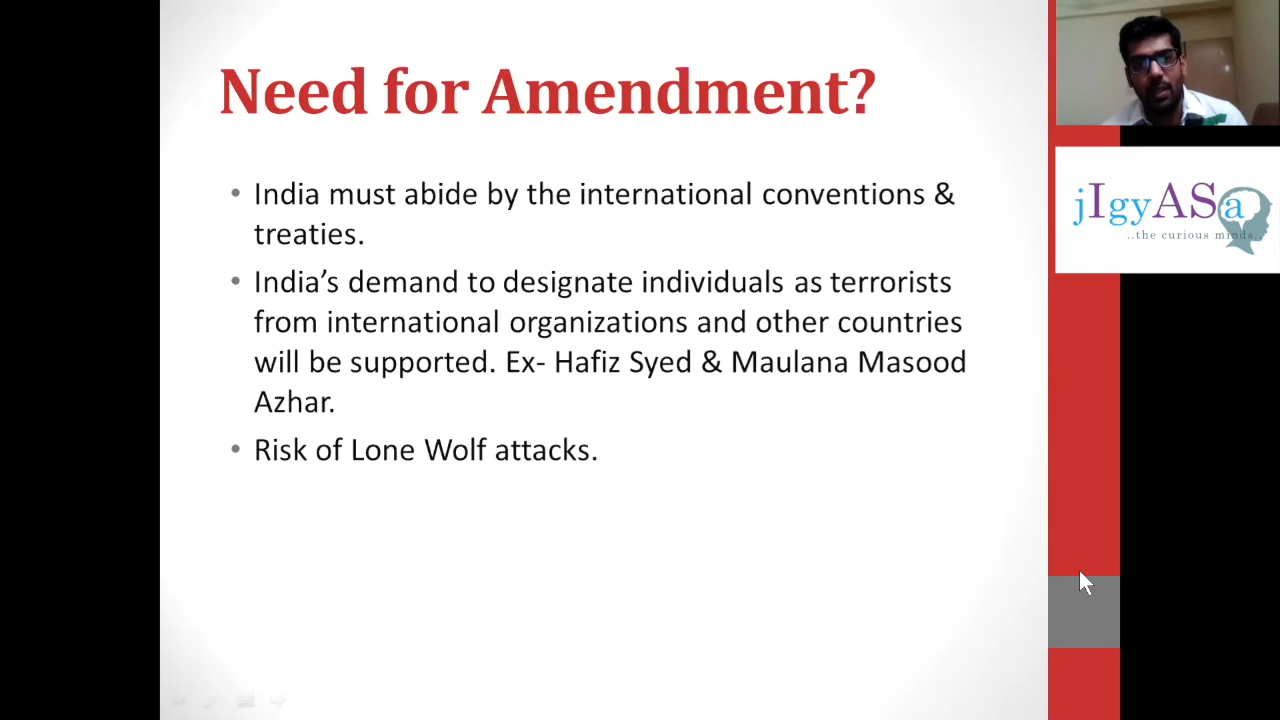 Need for Amendment?
• India must abide by the international conventions &
treaties.
• India’s demand to designate individuals as terrorists
from international organizations and other countries
will be supported. Ex- Hafiz Syed & Maulana Masood
Azhar.
• Risk of Lone Wolf attacks.
jIgyASa
..the curious minds..